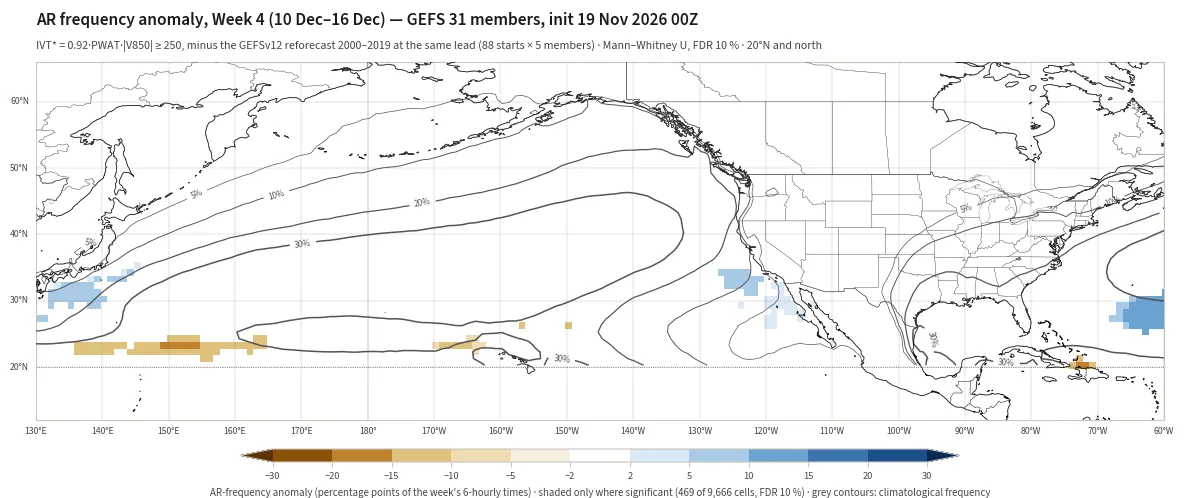 AR frequency anomaly, Week 4 (10 Dec–16 Dec) — GEFS 31 members, init 19 Nov 2026 00Z
IVT* = 0.92·PWAT·|V850| ≥ 250, minus the GEFSv12 reforecast 2000–2019 at the same lead (88 starts × 5 members) · Mann–Whitney U, FDR 10 % · 20°N and north
60°N
50°N
40°N
30°N
20°N
5%
10%
20%
30%
5%
5%
10%
30%
30%
30%
130°E 140°E 150°E 160°E 170°E 180° 170°W 160°W 150°W 140°W 130°W 120°W 110°W 100°W 90°W 80°W 70°W 60°W
−30 −20 −15 −10 −5 −2 2 5 10 15 20 30
AR-frequency anomaly (percentage points of the week's 6-hourly times) · shaded only where significant (469 of 9,666 cells, FDR 10 %) · grey contours: climatological frequency